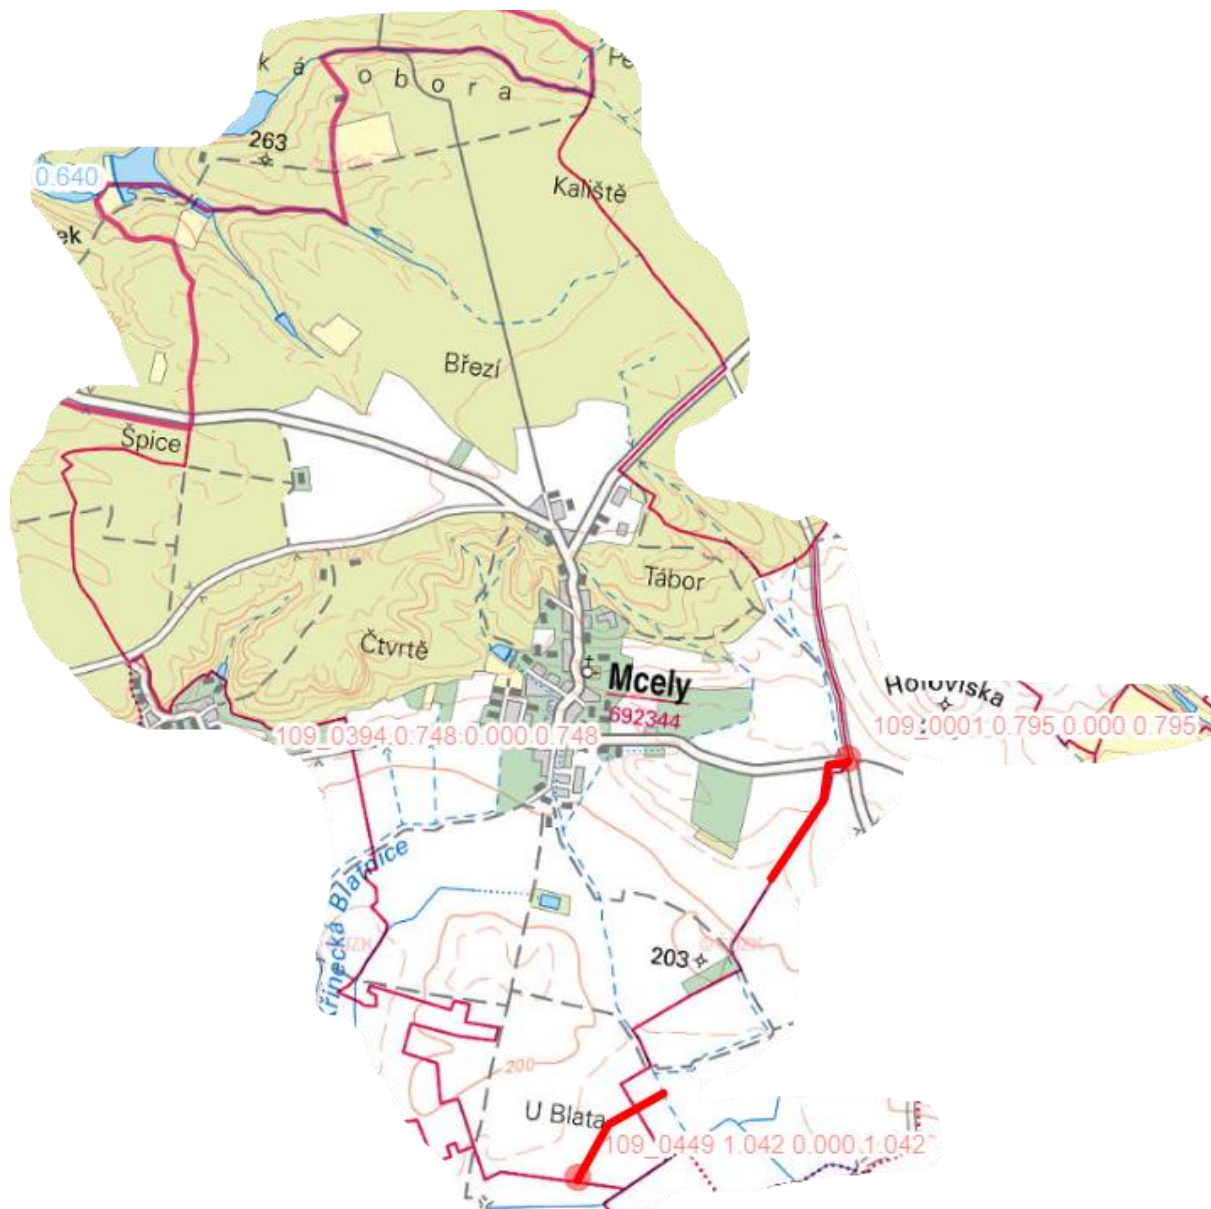 k á
o b o r a
263
0.640
Kaliště
Březí
Špice
Tábor
Čtvrtě
Mcely
692344
109_0394 0.748 0.000 0.748
109_0001 0.795 0.000 0.795
203
200
U Blata
109_0449 1.042 0.000 1.042